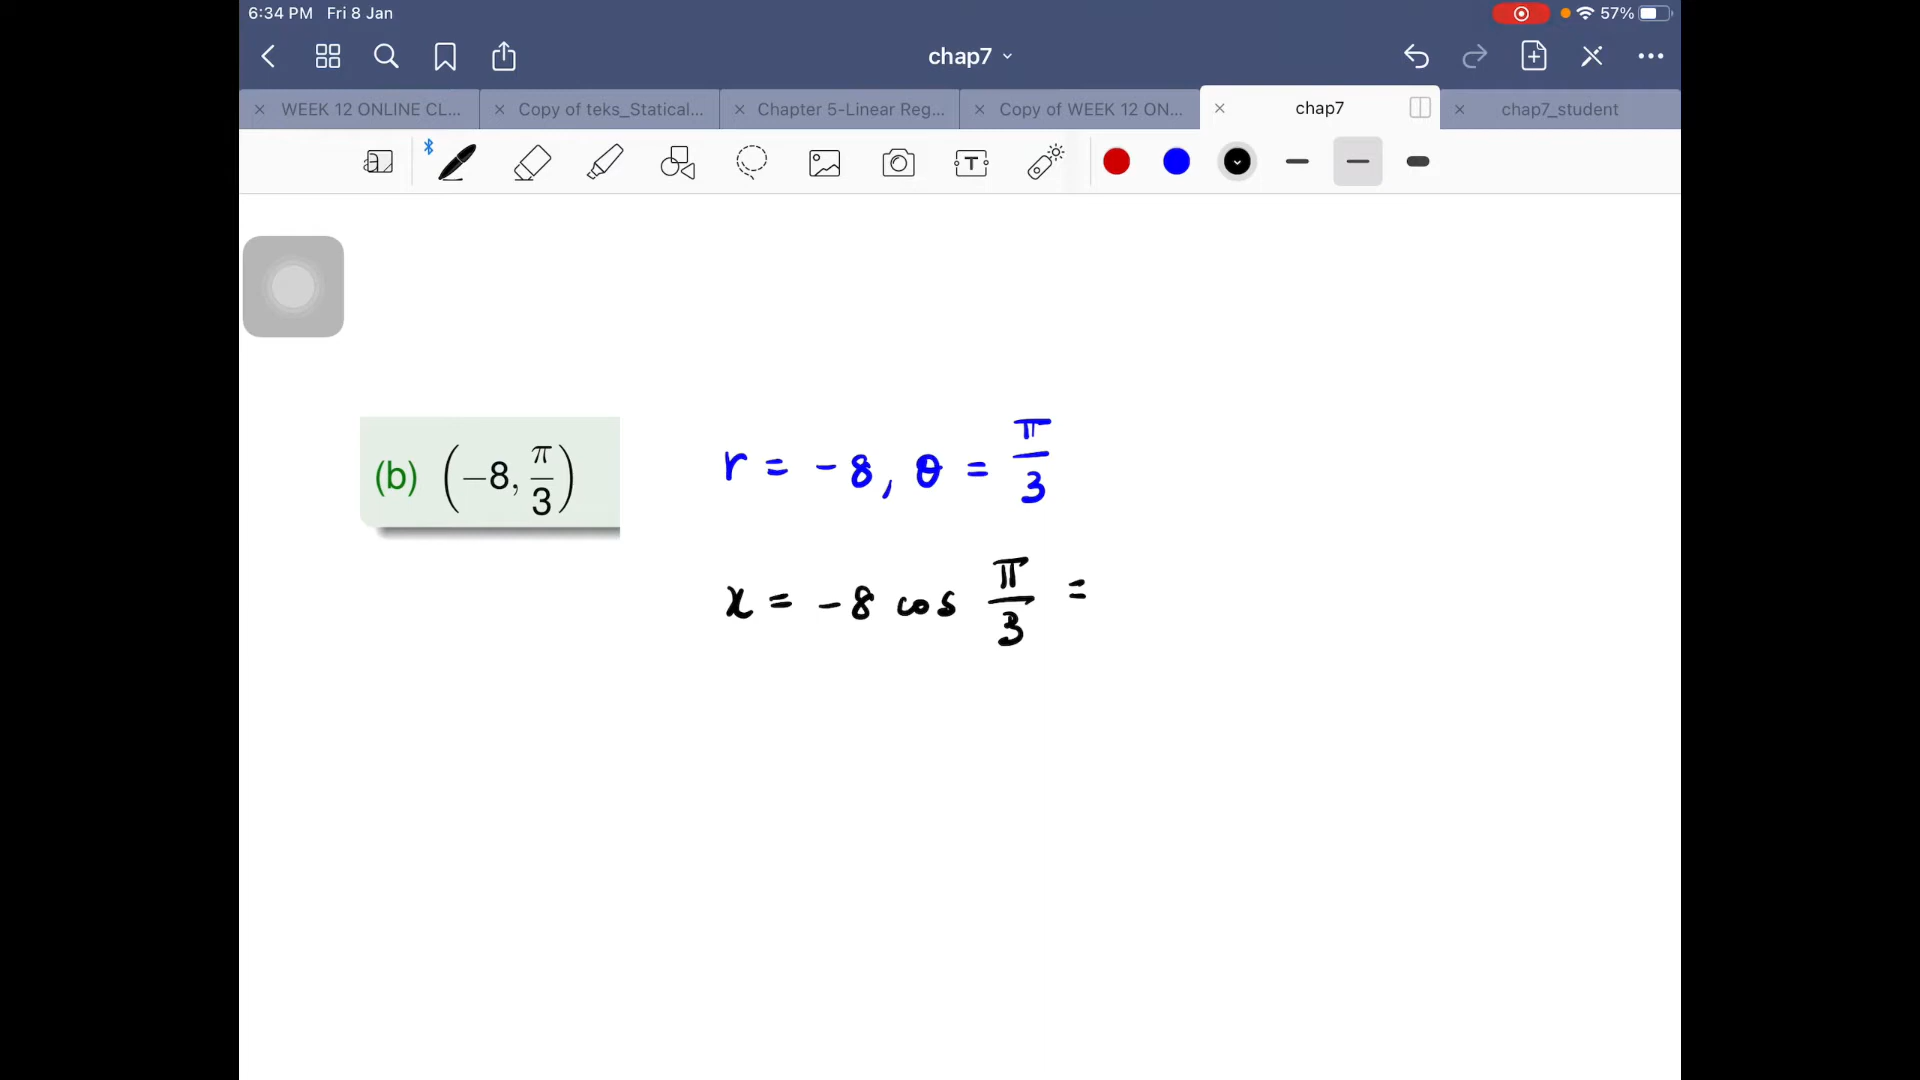 6:34 PM Fri 8 Jan 57%
chap7
WEEK 12 ONLINE CL... Copy of teks_Statical... Chapter 5-Linear Reg... Copy of WEEK 12 ON... chap7 chap7_student
a T
(b) (−8, π/3) r = -8, θ = π/3
x = -8 cos π/3 =